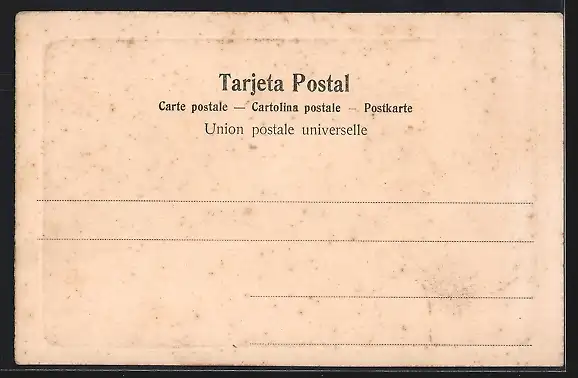 Tarjeta Postal
Carte postale — Cartolina postale — Postkarte
Union postale universelle